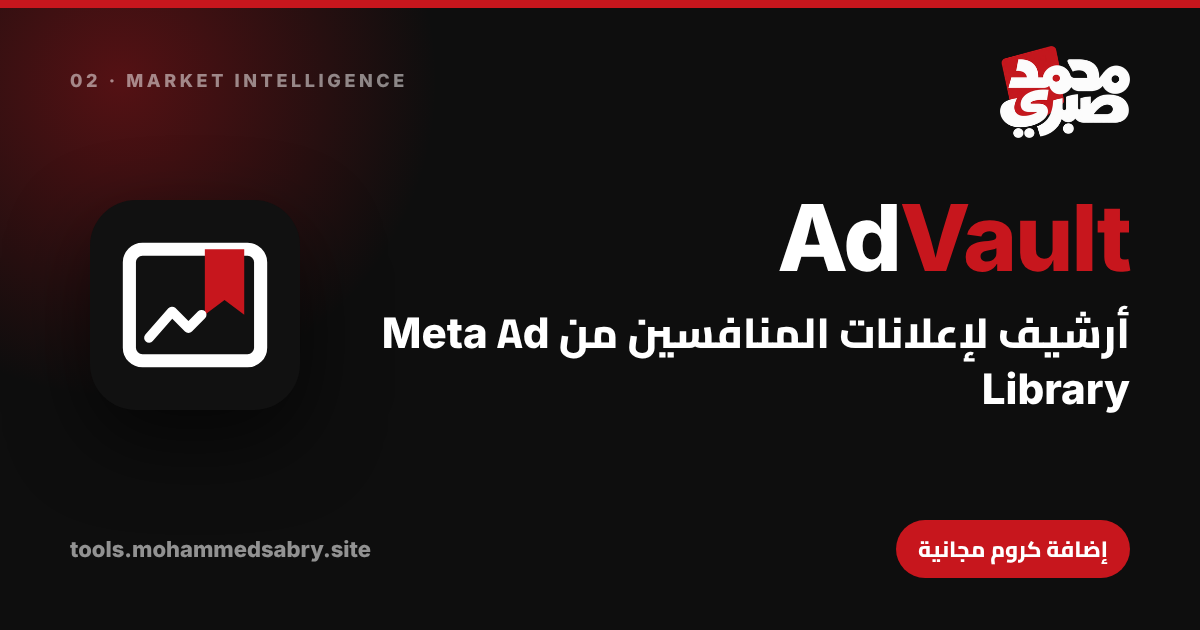 02 · MARKET INTELLIGENCE
محمد
صبري
AdVault
أرشيف لإعلانات المنافسين من Meta Ad
Library
tools.mohammedsabry.site
إضافة كروم مجانية